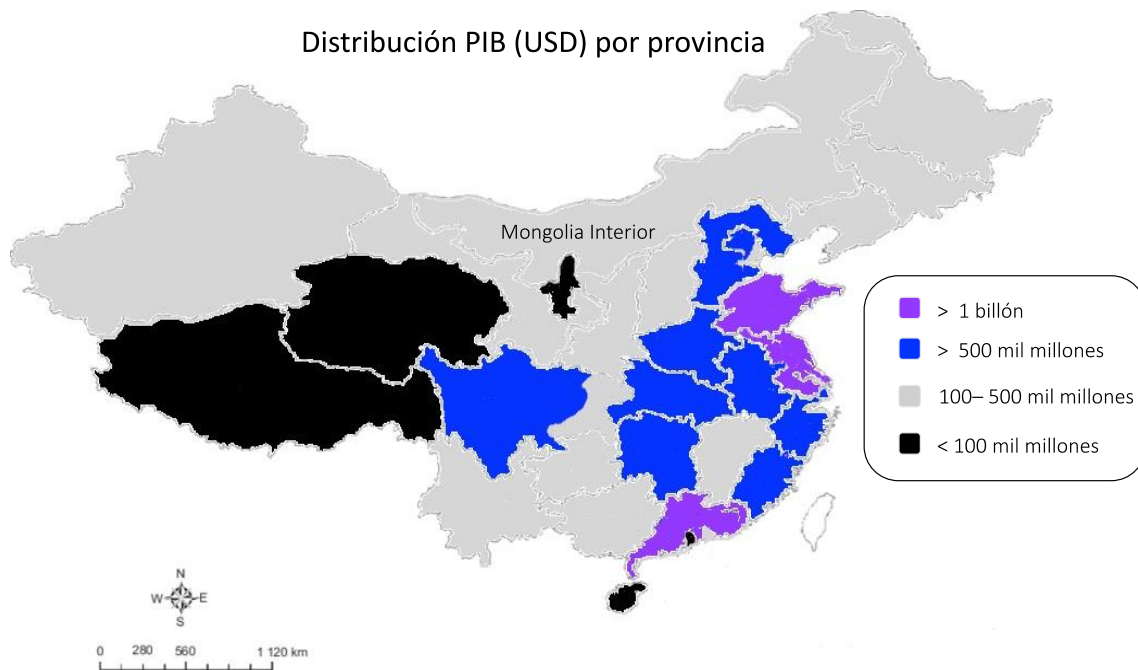 Distribución PIB (USD) por provincia
Mongolia Interior
> 1 billón
> 500 mil millones
100– 500 mil millones
< 100 mil millones
N
W E
S
0 280 560 1 120 km